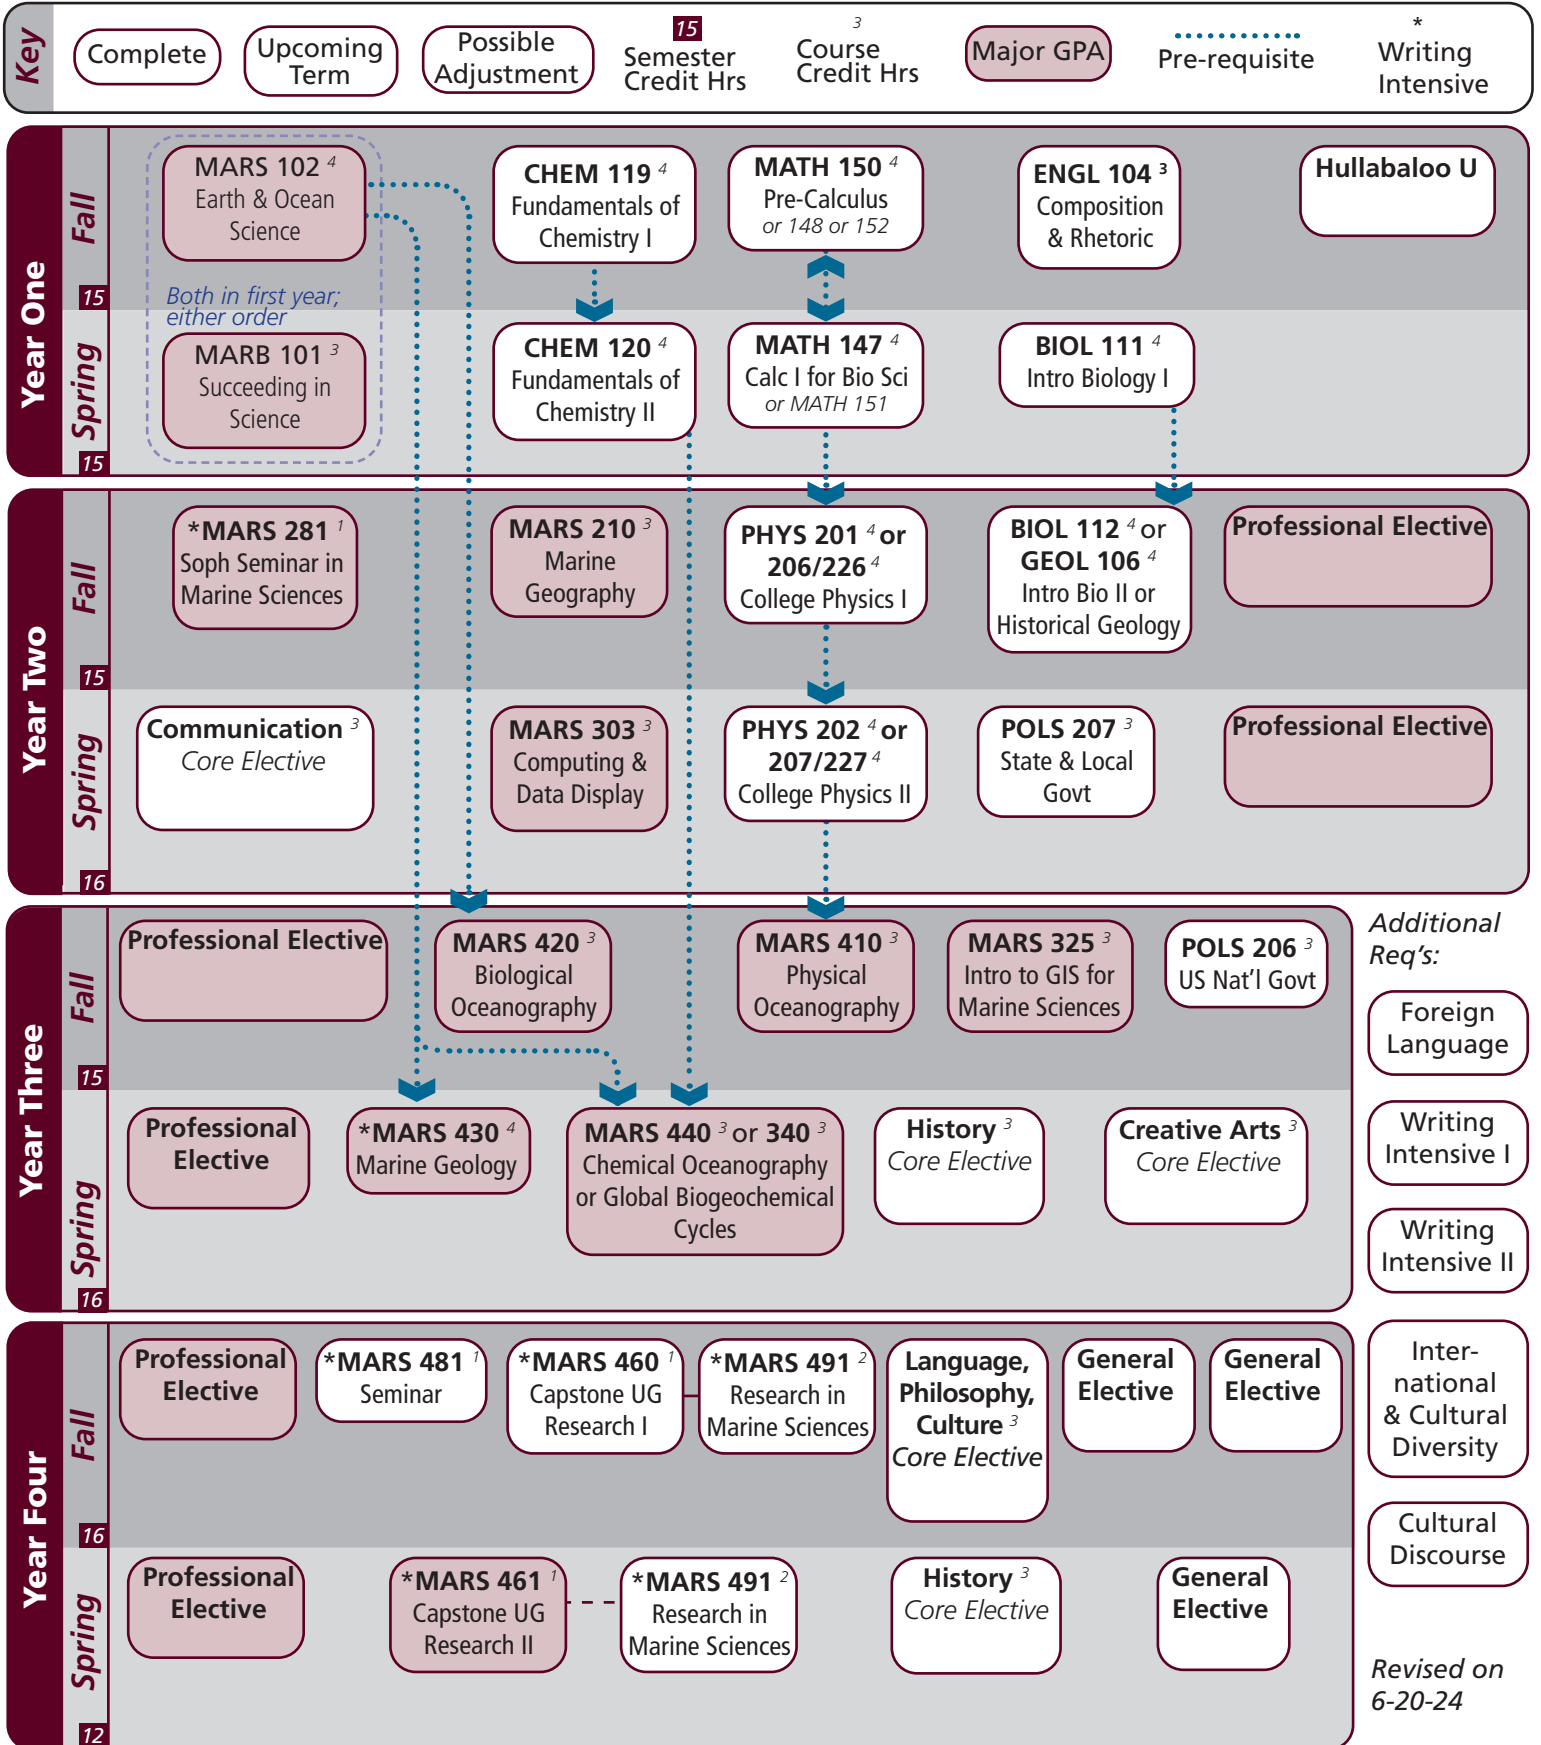 Key
Complete
Upcoming
Term
Possible
Adjustment
15
Semester
Credit Hrs
3
Course
Credit Hrs
Major GPA
Pre-requisite
*
Writing
Intensive
Year One
Fall
15
MARS 102 4
Earth & Ocean
Science
CHEM 119 4
Fundamentals of
Chemistry I
MATH 150 4
Pre-Calculus
or 148 or 152
ENGL 104 3
Composition
& Rhetoric
Hullabaloo U
Both in first year;
either order
Spring
15
MARB 101 3
Succeeding in
Science
CHEM 120 4
Fundamentals of
Chemistry II
MATH 147 4
Calc I for Bio Sci
or MATH 151
BIOL 111 4
Intro Biology I
Year Two
Fall
15
*MARS 281 1
Soph Seminar in
Marine Sciences
MARS 210 3
Marine
Geography
PHYS 201 4 or
206/226 4
College Physics I
BIOL 112 4 or
GEOL 106 4
Intro Bio II or
Historical Geology
Professional Elective
Spring
16
Communication 3
Core Elective
MARS 303 3
Computing &
Data Display
PHYS 202 4 or
207/227 4
College Physics II
POLS 207 3
State & Local
Govt
Professional Elective
Year Three
Fall
15
Professional Elective
MARS 420 3
Biological
Oceanography
MARS 410 3
Physical
Oceanography
MARS 325 3
Intro to GIS for
Marine Sciences
POLS 206 3
US Nat'l Govt
Spring
16
Professional
Elective
*MARS 430 4
Marine Geology
MARS 440 3 or 340 3
Chemical Oceanography
or Global Biogeochemical
Cycles
History 3
Core Elective
Creative Arts 3
Core Elective
Additional
Req's:
Foreign
Language
Writing
Intensive I
Writing
Intensive II
Inter-
national
& Cultural
Diversity
Cultural
Discourse
Year Four
Fall
16
Professional
Elective
*MARS 481 1
Seminar
*MARS 460 1
Capstone UG
Research I
*MARS 491 2
Research in
Marine Sciences
Language,
Philosophy,
Culture 3
Core Elective
General
Elective
General
Elective
Spring
12
Professional
Elective
*MARS 461 1
Capstone UG
Research II
*MARS 491 2
Research in
Marine Sciences
History 3
Core Elective
General
Elective
Revised on
6-20-24